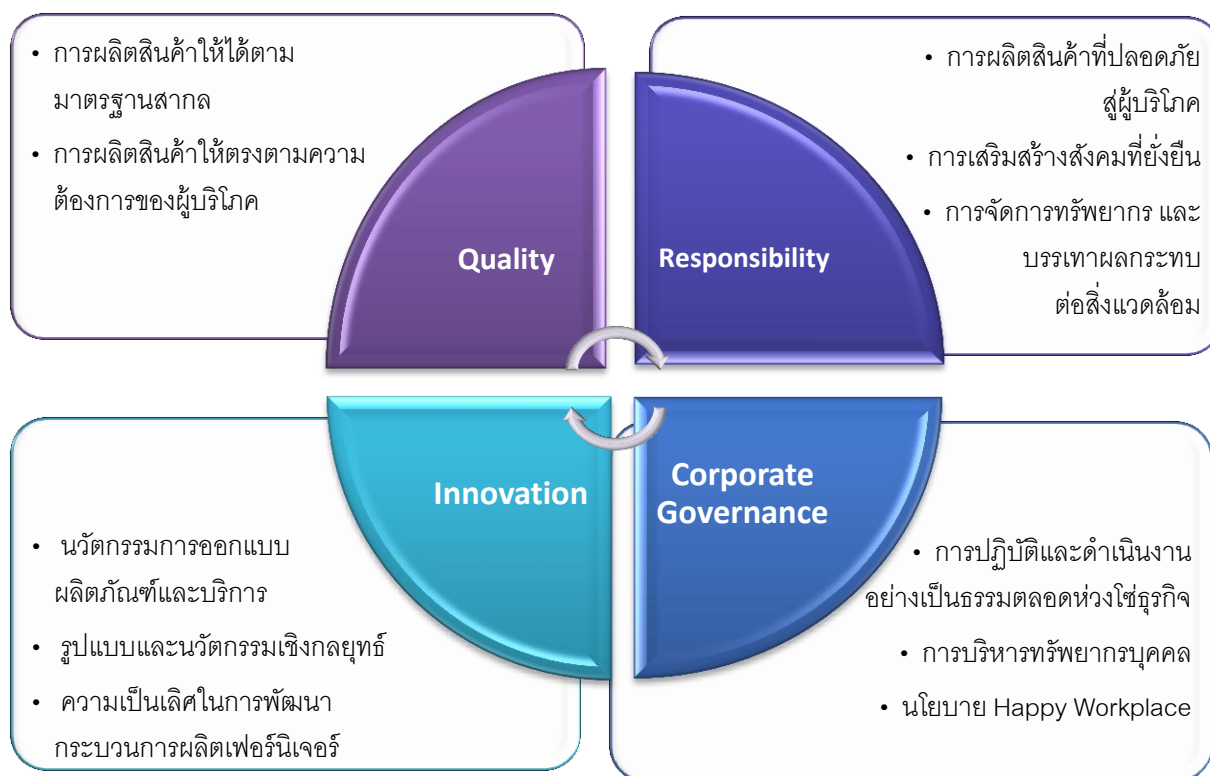 • การผลิตสินค้าให้ได้ตาม
มาตรฐานสากล
• การผลิตสินค้าให้ตรงตามความ
ต้องการของผู้บริโภค
Quality
• การผลิตสินค้าที่ปลอดภัย
สู่ผู้บริโภค
• การเสริมสร้างสังคมที่ยั่งยืน
• การจัดการทรัพยากร และ
บรรเทาผลกระทบ
ต่อสิ่งแวดล้อม
Responsibility
Innovation
• นวัตกรรมการออกแบบ
ผลิตภัณฑ์และบริการ
• รูปแบบและนวัตกรรมเชิงกลยุทธ์
• ความเป็นเลิศในการพัฒนา
กระบวนการผลิตเฟอร์นิเจอร์
Corporate
Governance
• การปฏิบัติและดำเนินงาน
อย่างเป็นธรรมตลอดห่วงโซ่ธุรกิจ
• การบริหารทรัพยากรบุคคล
• นโยบาย Happy Workplace